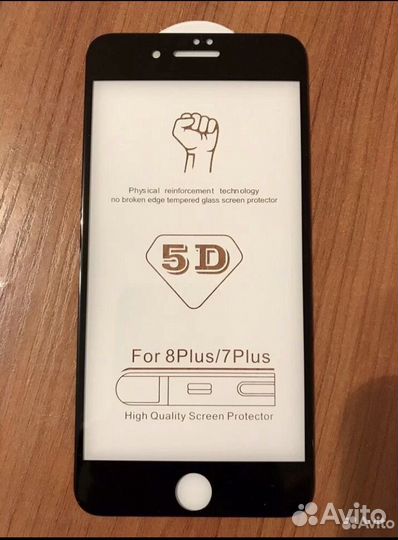 Physical reinforcement technology
no broken edge tempered glass screen protector
5D
For 8Plus/7Plus
High Quality Screen Protector
Avito
Avito